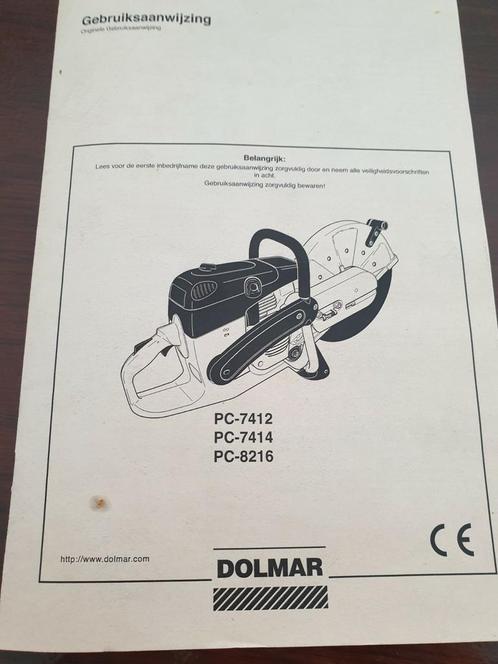 Gebruiksaanwijzing
Originele Gebruiksaanwijzing
Belangrijk:
Lees voor de eerste inbedrijfname deze gebruiksaanwijzing zorgvuldig door en neem alle veiligheidsvoorschriften
in acht.
Gebruiksaanwijzing zorgvuldig bewaren!
PC-7412
PC-7414
PC-8216
http://www.dolmar.com
CE
DOLMAR